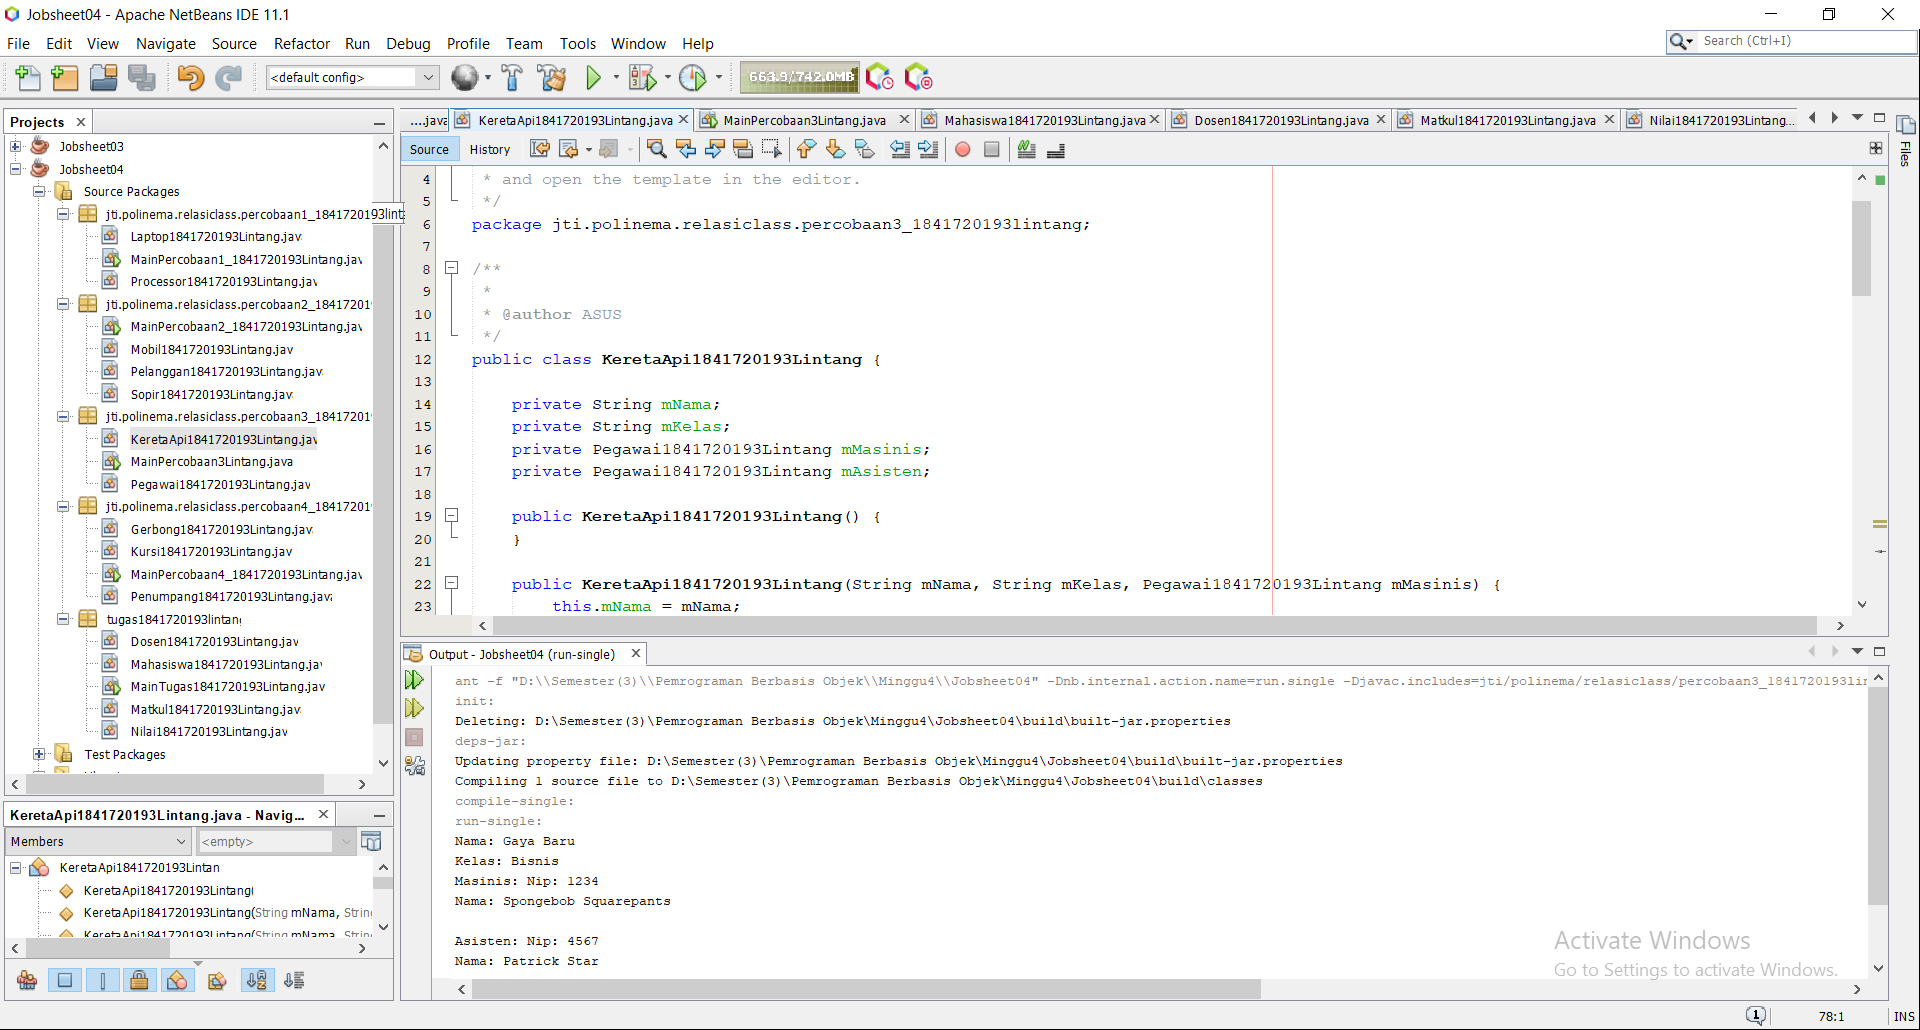 Jobsheet04 - Apache NetBeans IDE 11.1
File Edit View Navigate Source Refactor Run Debug Profile Team Tools Window Help
Search (Ctrl+I)
<default config>
663.9/742.0MB
Projects
Jobsheet03
Jobsheet04
Source Packages
jti.polinema.relasiclass.percobaan1_1841720193lint
Laptop1841720193Lintang.jav
MainPercobaan1_1841720193Lintang.jav
Processor1841720193Lintang.jav
jti.polinema.relasiclass.percobaan2_18417201
MainPercobaan2_1841720193Lintang.jav
Mobil1841720193Lintang.jav
Pelanggan1841720193Lintang.jav
Sopir1841720193Lintang.jav
jti.polinema.relasiclass.percobaan3_18417201
KeretaApi1841720193Lintang.jav
MainPercobaan3Lintang.java
Pegawai1841720193Lintang.jav
jti.polinema.relasiclass.percobaan4_18417201
Gerbong1841720193Lintang.jav
Kursi1841720193Lintang.jav
MainPercobaan4_1841720193Lintang.jav
Penumpang1841720193Lintang.java
tugas1841720193lintang
Dosen1841720193Lintang.jav
Mahasiswa1841720193Lintang.jav
MainTugas1841720193Lintang.jav
Matkul1841720193Lintang.jav
Nilai1841720193Lintang.jav
Test Packages
KeretaApi1841720193Lintang.java - Navig...
Members
<empty>
KeretaApi1841720193Lintan
KeretaApi1841720193Lintang(
KeretaApi1841720193Lintang(String mNama, Strin
KeretaApi1841720193Lintang(String mNama, Strin
....java KeretaApi1841720193Lintang.java MainPercobaan3Lintang.java Mahasiswa1841720193Lintang.java Dosen1841720193Lintang.java Matkul1841720193Lintang.java Nilai1841720193Lintang...
Files
Source History
4 * and open the template in the editor.
5 */
6 package jti.polinema.relasiclass.percobaan3_1841720193lintang;
7
8 /**
9 *
10 * @author ASUS
11 */
12 public class KeretaApi1841720193Lintang {
13
14 private String mNama;
15 private String mKelas;
16 private Pegawai1841720193Lintang mMasinis;
17 private Pegawai1841720193Lintang mAsisten;
18
19 public KeretaApi1841720193Lintang() {
20 }
21
22 public KeretaApi1841720193Lintang(String mNama, String mKelas, Pegawai1841720193Lintang mMasinis) {
23 this.mNama = mNama;
Output - Jobsheet04 (run-single)
ant -f "D:\\Semester(3)\\Pemrograman Berbasis Objek\\Minggu4\\Jobsheet04" -Dnb.internal.action.name=run.single -Djavac.includes=jti/polinema/relasiclass/percobaan3_1841720193lin
init:
Deleting: D:\Semester(3)\Pemrograman Berbasis Objek\Minggu4\Jobsheet04\build\built-jar.properties
deps-jar:
Updating property file: D:\Semester(3)\Pemrograman Berbasis Objek\Minggu4\Jobsheet04\build\built-jar.properties
Compiling 1 source file to D:\Semester(3)\Pemrograman Berbasis Objek\Minggu4\Jobsheet04\build\classes
compile-single:
run-single:
Nama: Gaya Baru
Kelas: Bisnis
Masinis: Nip: 1234
Nama: Spongebob Squarepants
Asisten: Nip: 4567
Nama: Patrick Star
Activate Windows
Go to Settings to activate Windows.
1
78:1
INS